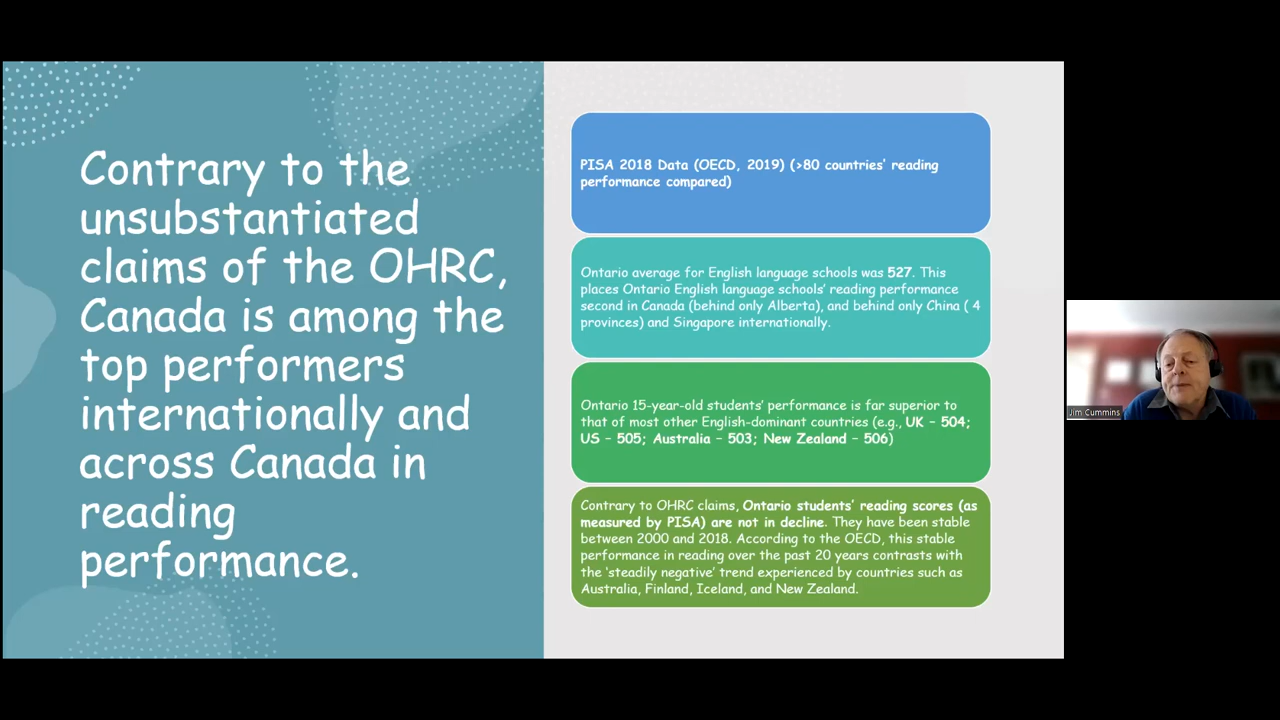 Contrary to the
unsubstantiated
claims of the OHRC,
Canada is among the
top performers
internationally and
across Canada in
reading
performance.
PISA 2018 Data (OECD, 2019) (>80 countries’ reading
performance compared)
Ontario average for English language schools was 527. This
places Ontario English language schools’ reading performance
second in Canada (behind only Alberta), and behind only China ( 4
provinces) and Singapore internationally.
Ontario 15-year-old students’ performance is far superior to
that of most other English-dominant countries (e.g., UK – 504;
US – 505; Australia – 503; New Zealand – 506)
Contrary to OHRC claims, Ontario students’ reading scores (as
measured by PISA) are not in decline. They have been stable
between 2000 and 2018. According to the OECD, this stable
performance in reading over the past 20 years contrasts with
the ‘steadily negative’ trend experienced by countries such as
Australia, Finland, Iceland, and New Zealand.
Jim Cummins